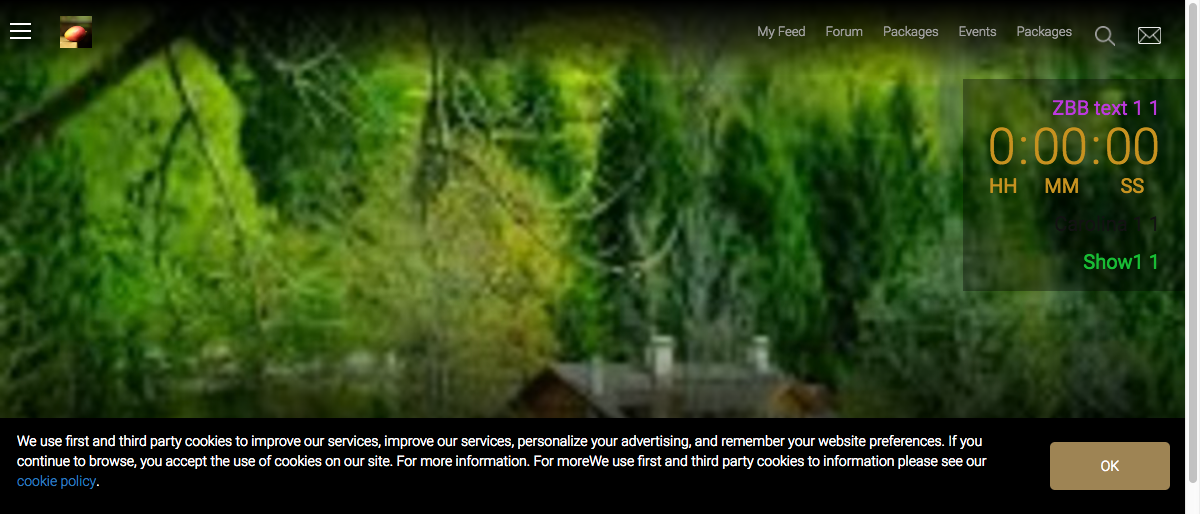 My Feed Forum Packages Events Packages
ZBB text 1 1
0:00:00
HH MM SS
1
Show1 1
We use first and third party cookies to improve our services, improve our services, personalize your advertising, and remember your website preferences. If you
continue to browse, you accept the use of cookies on our site. For more information. For moreWe use first and third party cookies to information please see our
cookie policy.
OK